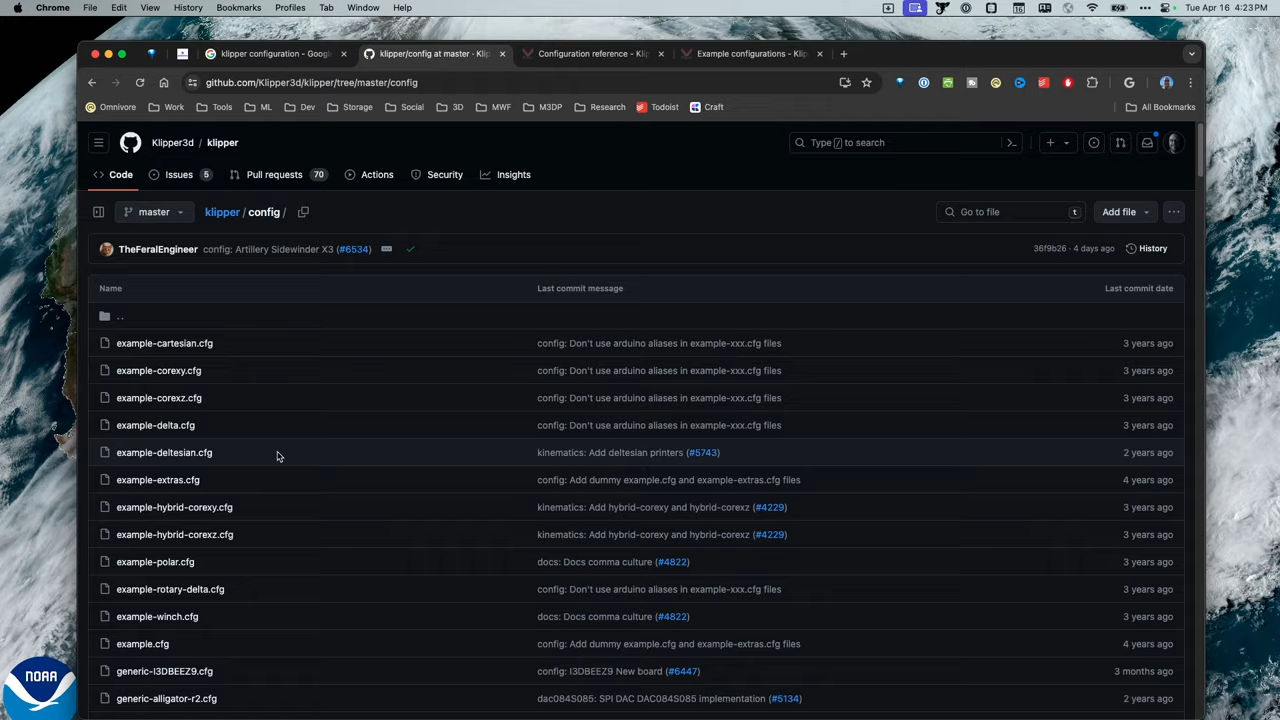 Chrome File Edit View History Bookmarks Profiles Tab Window Help Tue Apr 16 4:23 PM
klipper configuration - Googl klipper/config at master · Klip Configuration reference - Klip Example configurations - Klip
github.com/Klipper3d/klipper/tree/master/config
Omnivore Work Tools ML Dev Storage Social 3D MWF M3DP Research Todoist Craft All Bookmarks
Klipper3d / klipper Type / to search
Code Issues 5 Pull requests 70 Actions Security Insights
master klipper / config / Go to file t Add file
TheFeralEngineer config: Artillery Sidewinder X3 (#6534) 36f9b26 · 4 days ago History
Name Last commit message Last commit date
..
example-cartesian.cfg config: Don't use arduino aliases in example-xxx.cfg files 3 years ago
example-corexy.cfg config: Don't use arduino aliases in example-xxx.cfg files 3 years ago
example-corexz.cfg config: Don't use arduino aliases in example-xxx.cfg files 3 years ago
example-delta.cfg config: Don't use arduino aliases in example-xxx.cfg files 3 years ago
example-deltesian.cfg kinematics: Add deltesian printers (#5743) 2 years ago
example-extras.cfg config: Add dummy example.cfg and example-extras.cfg files 4 years ago
example-hybrid-corexy.cfg kinematics: Add hybrid-corexy and hybrid-corexz (#4229) 3 years ago
example-hybrid-corexz.cfg kinematics: Add hybrid-corexy and hybrid-corexz (#4229) 3 years ago
example-polar.cfg docs: Docs comma culture (#4822) 3 years ago
example-rotary-delta.cfg config: Don't use arduino aliases in example-xxx.cfg files 3 years ago
example-winch.cfg docs: Docs comma culture (#4822) 3 years ago
example.cfg config: Add dummy example.cfg and example-extras.cfg files 4 years ago
generic-I3DBEEZ9.cfg config: I3DBEEZ9 New board (#6447) 3 months ago
generic-alligator-r2.cfg dac084S085: SPI DAC DAC084S085 implementation (#5134) 2 years ago
NOAA